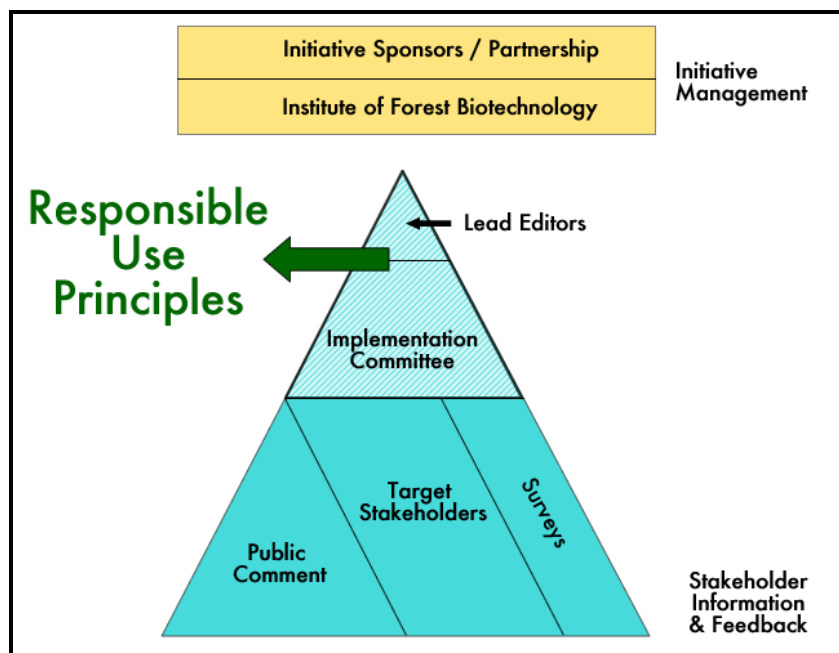 Initiative Sponsors / Partnership
Institute of Forest Biotechnology
Initiative
Management
Responsible
Use
Principles
Lead Editors
Implementation
Committee
Target
Stakeholders
Surveys
Public
Comment
Stakeholder
Information
& Feedback